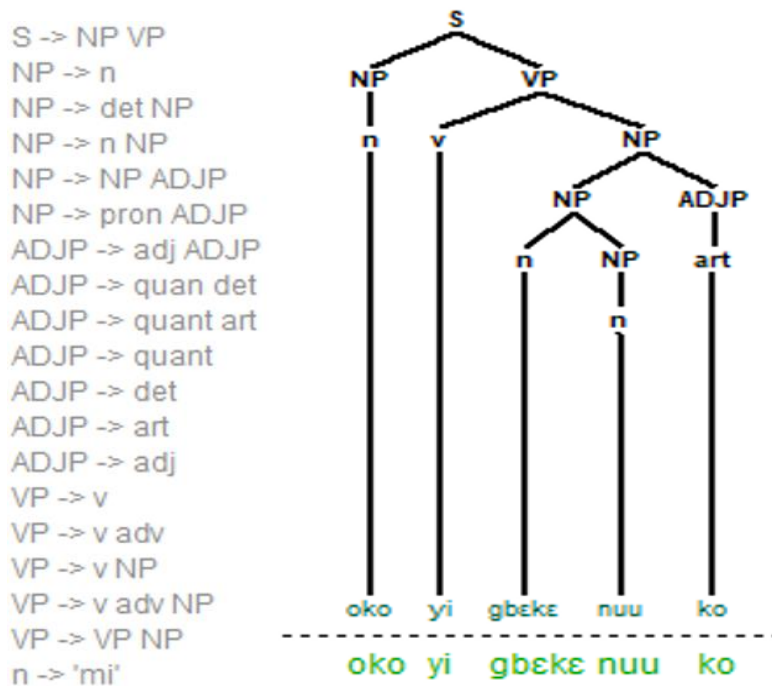 S -> NP VP
NP -> n
NP -> det NP
NP -> n NP
NP -> NP ADJP
NP -> pron ADJP
ADJP -> adj ADJP
ADJP -> quan det
ADJP -> quant art
ADJP -> quant
ADJP -> det
ADJP -> art
ADJP -> adj
VP -> v
VP -> v adv
VP -> v NP
VP -> v adv NP
VP -> VP NP
n -> 'mi'
S
NP VP
n v NP
NP ADJP
n NP art
n
oko yi gbɛkɛ nuu ko
oko yi gbɛkɛ nuu ko